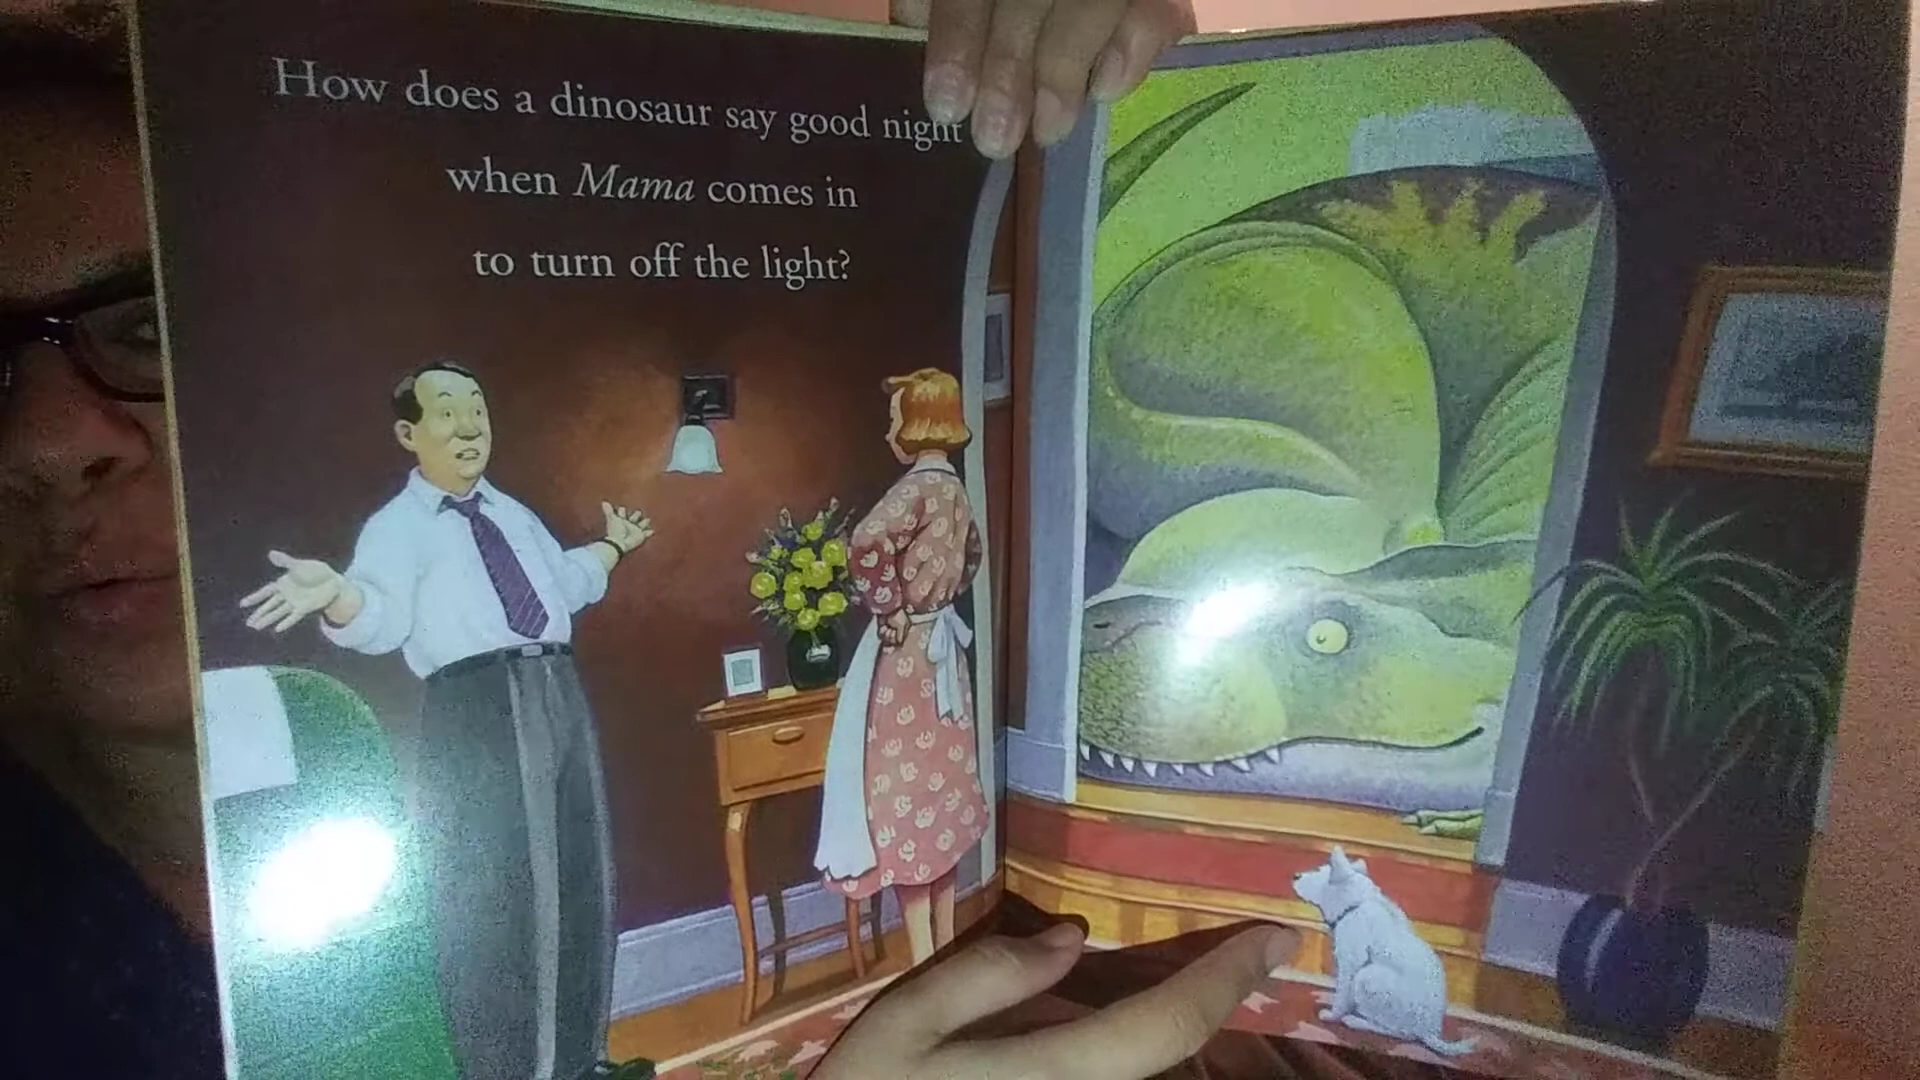 How does a dinosaur say good night
when Mama comes in
to turn off the light?